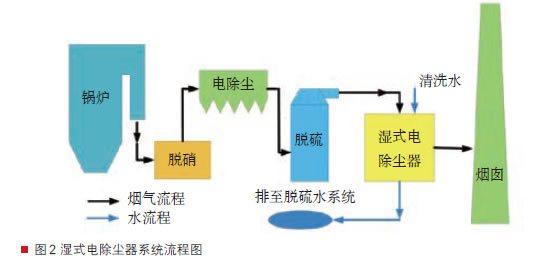 锅炉
脱硝
电除尘
脱硫
清洗水
湿式电
除尘器
烟囱
排至脱硫水系统
烟气流程
水流程
图2 湿式电除尘器系统流程图